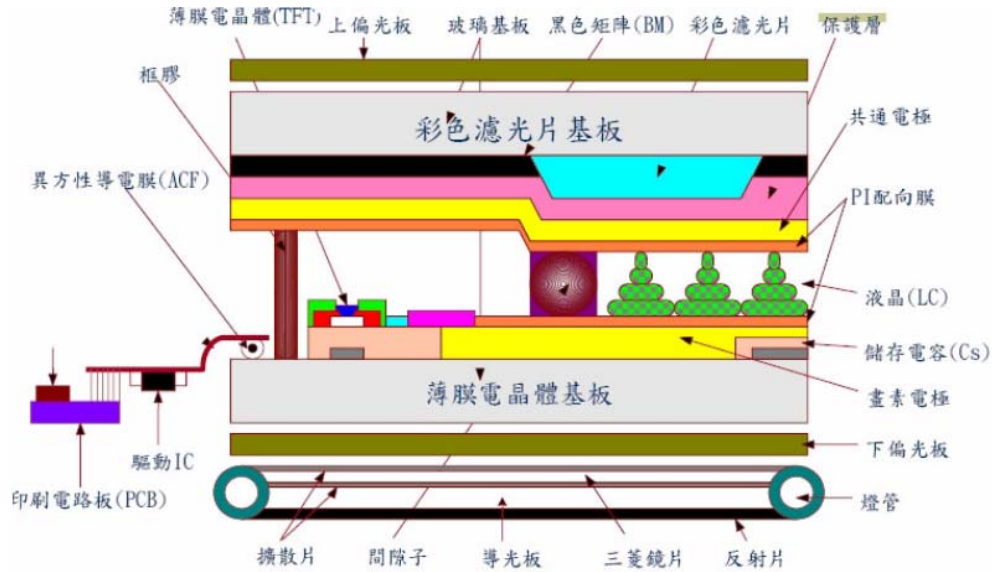 薄膜電晶體(TFT)
上偏光板
玻璃基板
黑色矩陣(BM)
彩色濾光片
保護層
框膠
共通電極
彩色濾光片基板
異方性導電膜(ACF)
PI配向膜
液晶(LC)
儲存電容(Cs)
薄膜電晶體基板
畫素電極
下偏光板
驅動IC
印刷電路板(PCB)
燈管
擴散片
間隙子
導光板
三菱鏡片
反射片